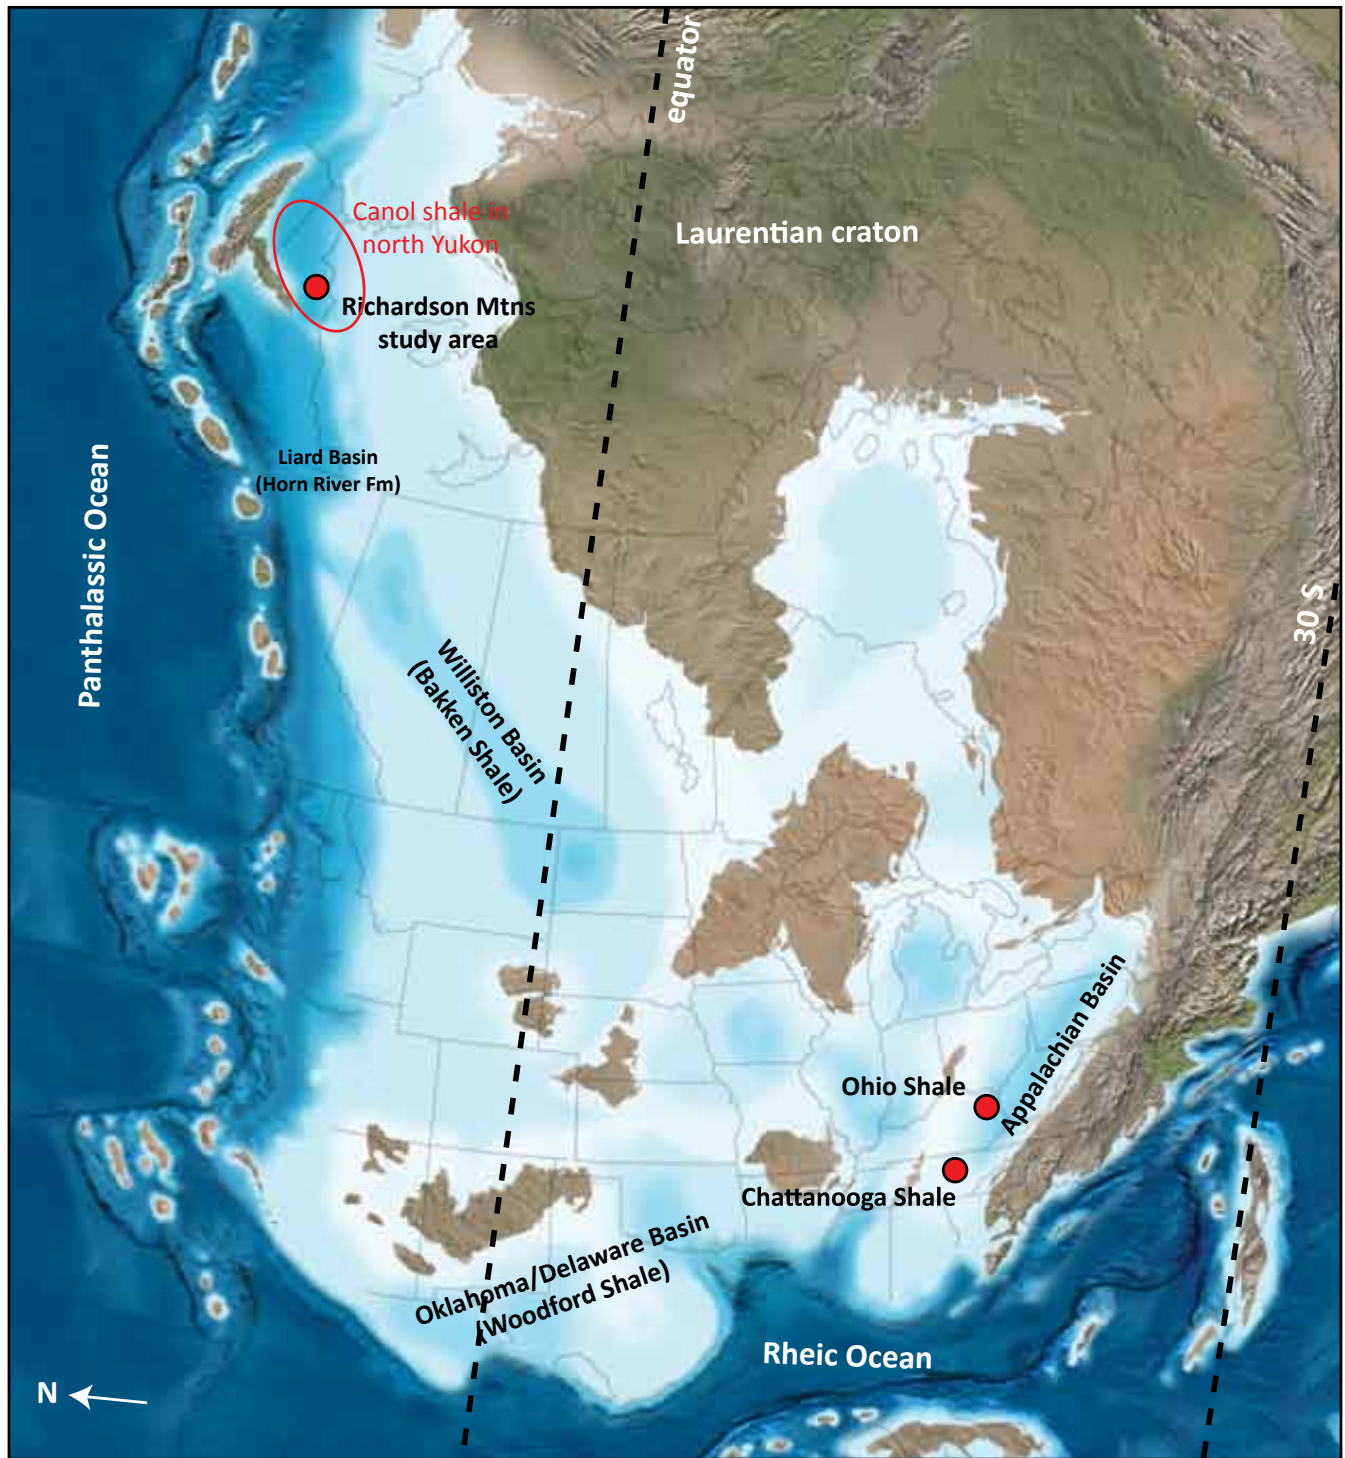 equator
Canol shale in
north Yukon
Laurentian craton
Richardson Mtns
study area
Liard Basin
(Horn River Fm)
Panthalassic Ocean
30 S
Williston Basin
(Bakken Shale)
Appalachian Basin
Ohio Shale
Chattanooga Shale
Oklahoma/Delaware Basin
(Woodford Shale)
Rheic Ocean
N